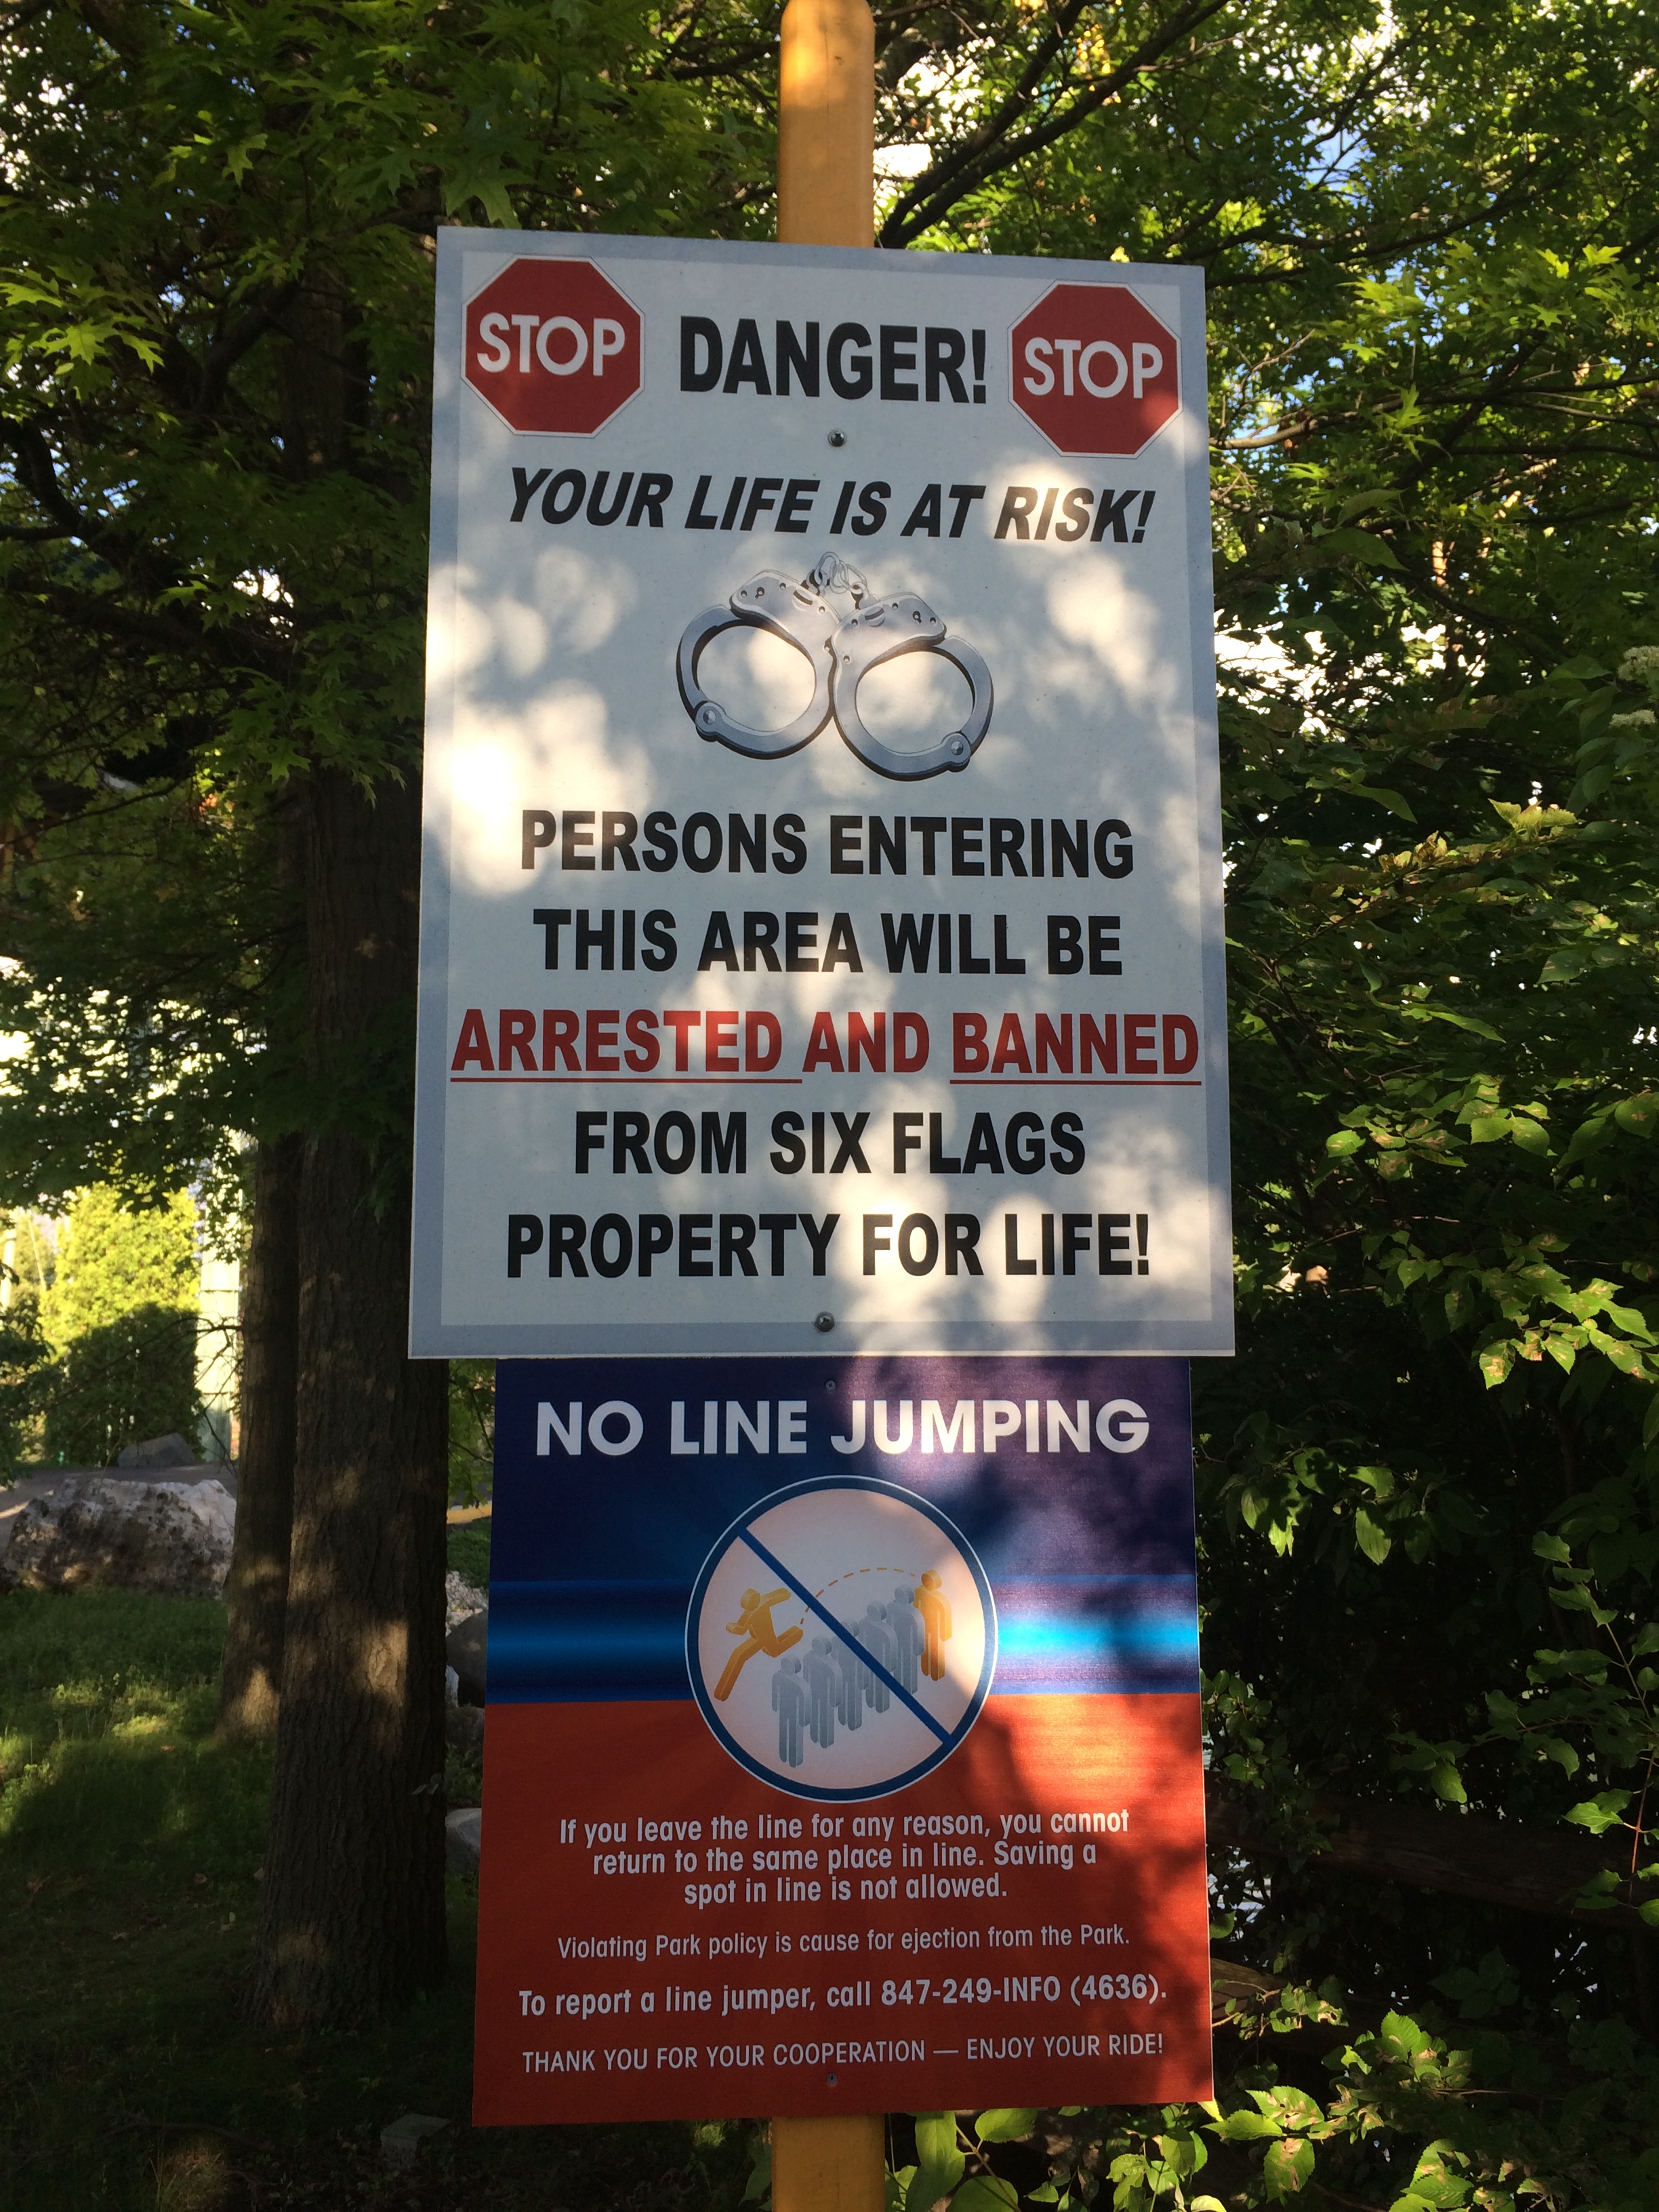 STOP DANGER! STOP
YOUR LIFE IS AT RISK!
PERSONS ENTERING
THIS AREA WILL BE
ARRESTED AND BANNED
FROM SIX FLAGS
PROPERTY FOR LIFE!
NO LINE JUMPING
If you leave the line for any reason, you cannot
return to the same place in line. Saving a
spot in line is not allowed.
Violating Park policy is cause for ejection from the Park.
To report a line jumper, call 847-249-INFO (4636).
THANK YOU FOR YOUR COOPERATION — ENJOY YOUR RIDE!